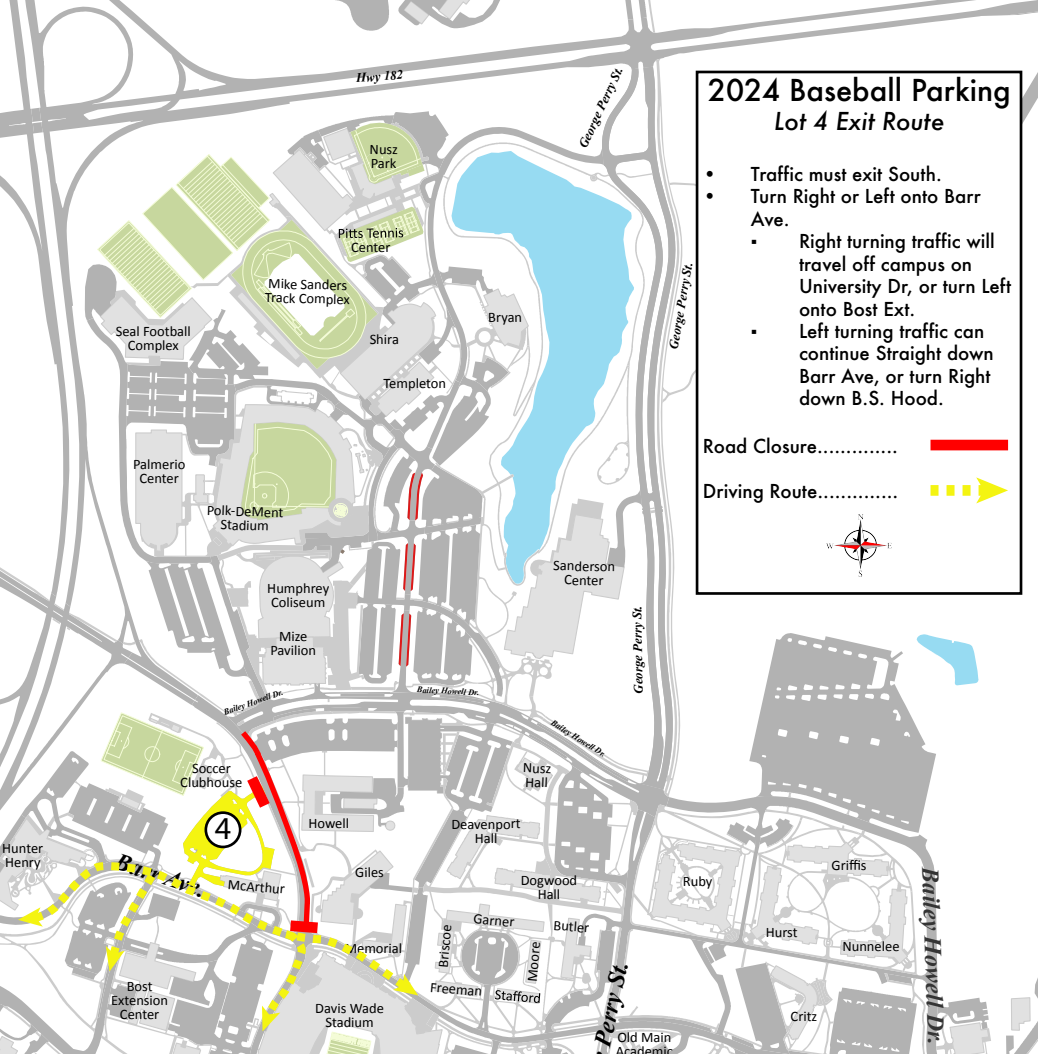 Hwy 182
George Perry St.
2024 Baseball Parking
Lot 4 Exit Route
• Traffic must exit South.
• Turn Right or Left onto Barr
Ave.
▪ Right turning traffic will
travel off campus on
University Dr, or turn Left
onto Bost Ext.
▪ Left turning traffic can
continue Straight down
Barr Ave, or turn Right
down B.S. Hood.
Road Closure..............
Driving Route..............
N
W
E
S
Nusz
Park
Pitts Tennis
Center
Mike Sanders
Track Complex
George Perry St.
Bryan
Seal Football
Complex
Shira
Templeton
Palmerio
Center
Polk-DeMent
Stadium
Sanderson
Center
Humphrey
Coliseum
Mize
Pavilion
George Perry St.
Bailey Howell Dr.
Bailey Howell Dr.
Bailey Howell Dr.
Soccer
Clubhouse
Nusz
Hall
4
Howell
Deavenport
Hall
Hunter
Henry
Barr Ave.
McArthur
Giles
Dogwood
Hall
Ruby
Griffis
Bailey Howell Dr.
Garner
Butler
Briscoe
Moore
Memorial
Hurst
Nunnelee
Freeman
Stafford
Bost
Extension
Center
Davis Wade
Stadium
Perry St.
Critz
Old Main
Academic